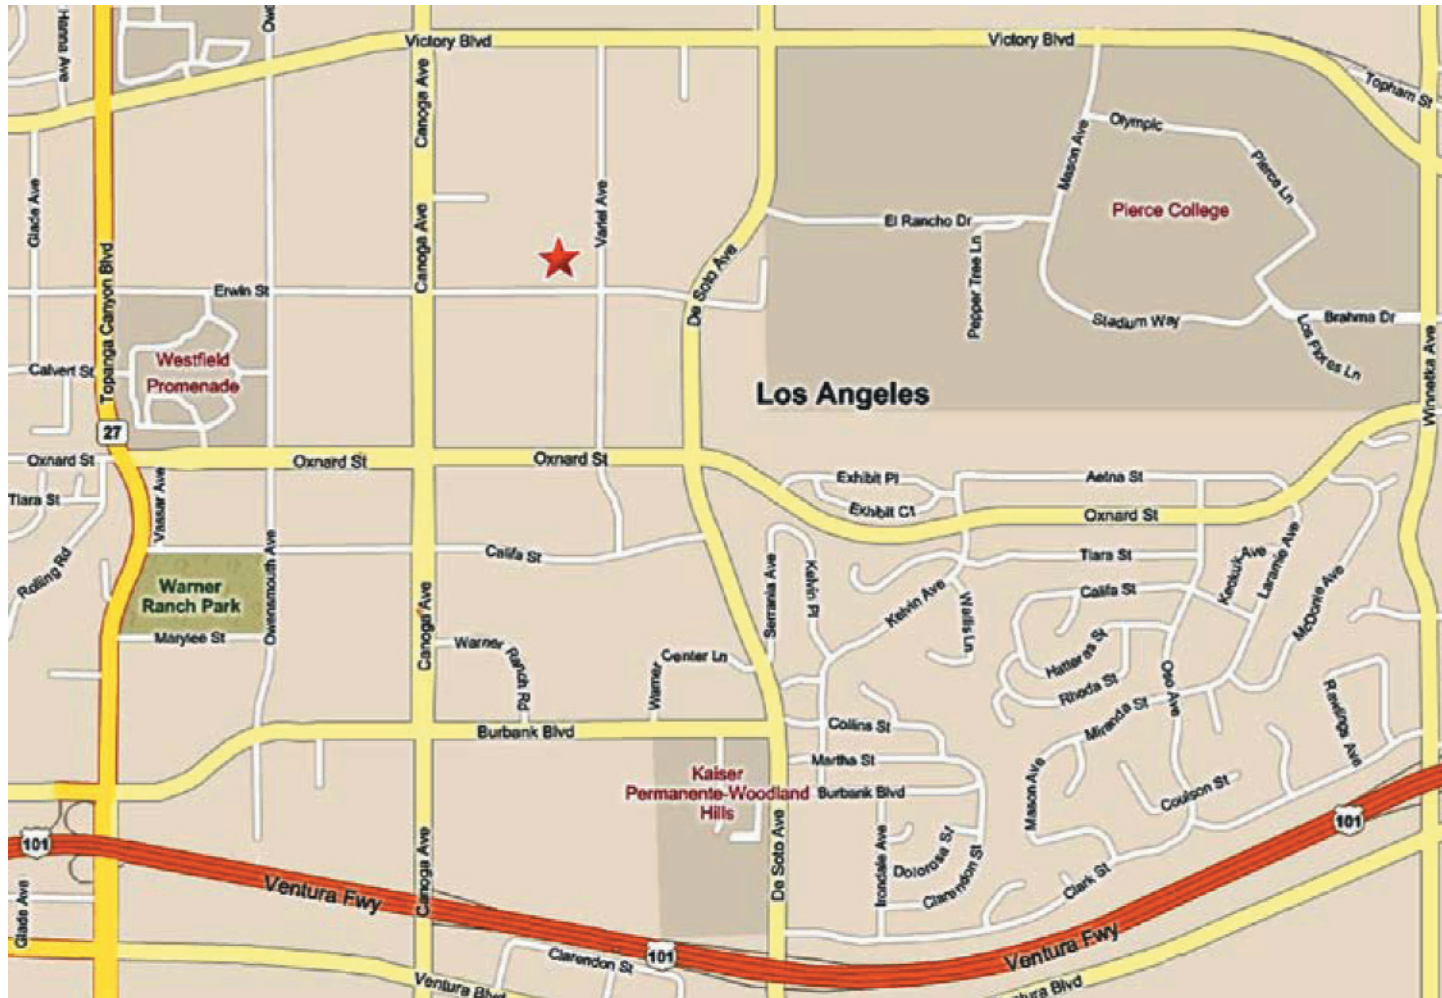 Hanna Ave
Victory Blvd
Victory Blvd
Topham St
Canoga Ave
Olympic
Mason Ave
Pierce Ln
Glade Ave
Canoga Ave
Variel Ave
Pierce College
El Rancho Dr
Pepper Tree Ln
De Soto Ave
Topanga Canyon Blvd
Erwin St
Stadium Way
Brahma Dr
Los Flores Ln
Winnetka Ave
Westfield
Promenade
Calvert St
Los Angeles
27
Oxnard St
Oxnard St
Oxnard St
Tiara St
Vassar Ave
Exhibit Pl
Exhibit Ct
Aetna St
Oxnard St
Rolling Rd
Califa St
Owensmouth Ave
Warner
Ranch Park
Marylee St
Canoga Ave
Serrania Ave
Kelvin Pl
Kelvin Ave
Wallis Ln
Tiara St
Califa St
Keokuk Ave
Laramie Ave
McDonie Ave
Warner Ranch Rd
Warner Center Ln
Hatteras St
Rhoda St
Miranda St
Oso Ave
Rawlings Ave
Burbank Blvd
Collins St
Martha St
Burbank Blvd
Kaiser
Permanente-Woodland
Hills
Mason Ave
Coulson St
De Soto Ave
Irondale Ave
Dolorosa St
Clarendon St
Clark St
101
101
101
Ventura Fwy
Ventura Fwy
Canoga Ave
Glade Ave
Clarendon St
Ventura Blvd
ntura Blvd